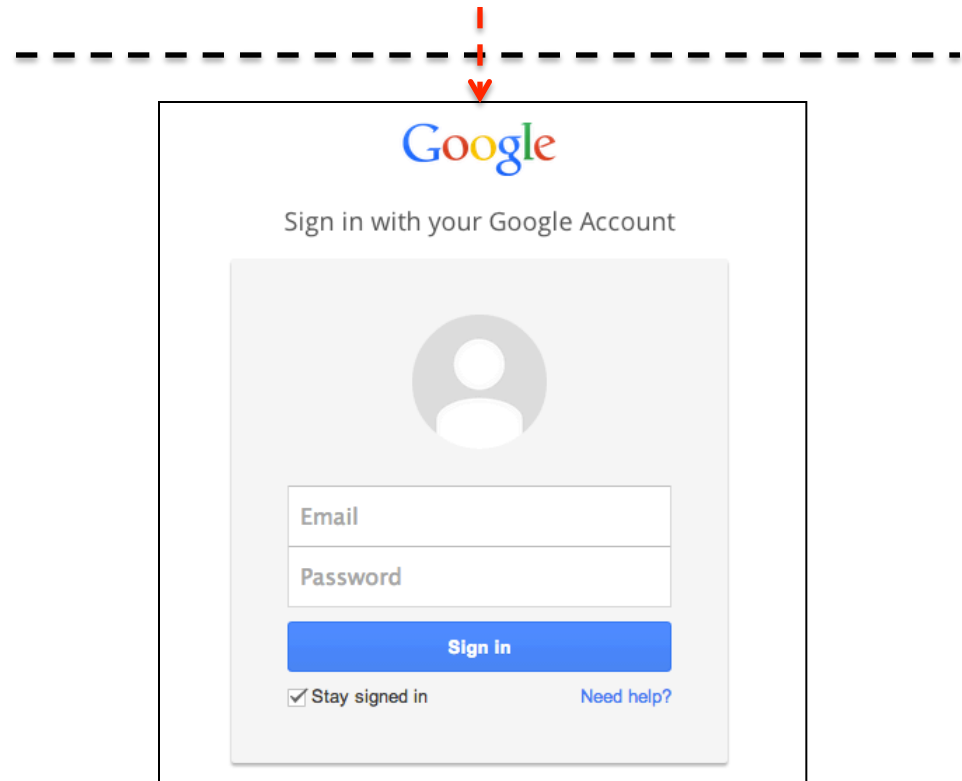 Google
Sign in with your Google Account
Email
Password
Sign in
Stay signed in Need help?